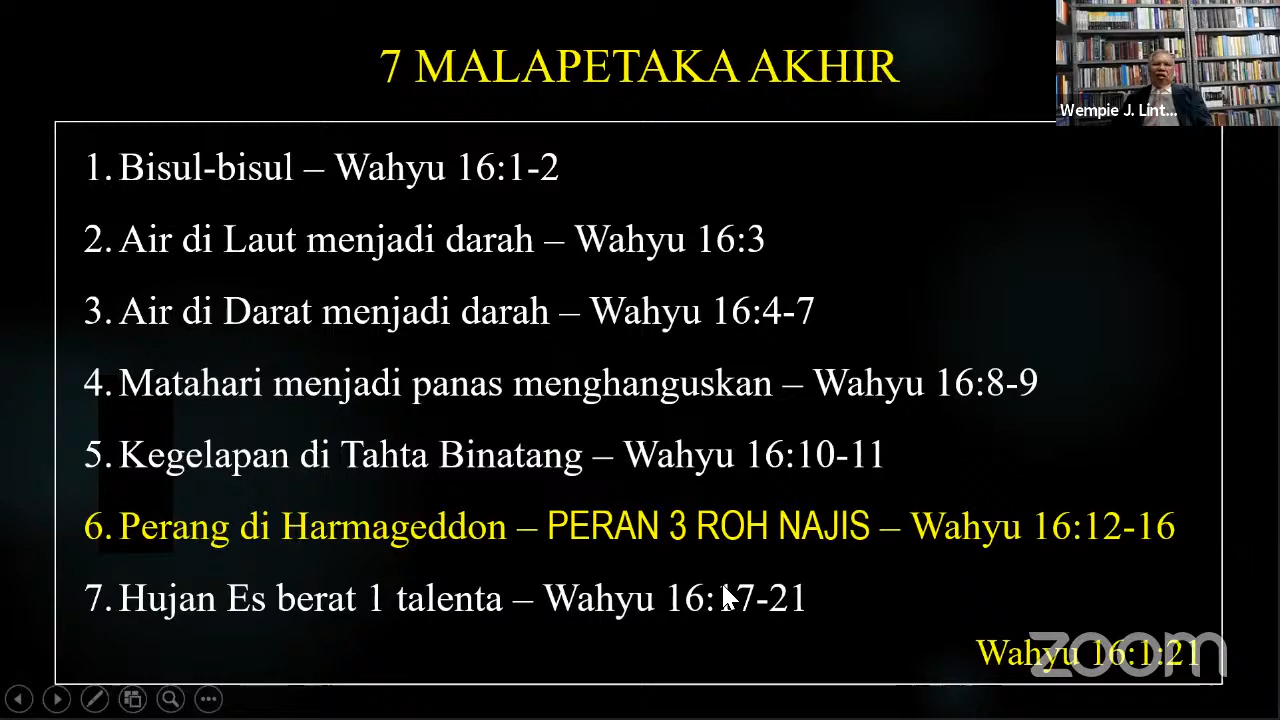 7 MALAPETAKA AKHIR
Wempie J. Lint...
1. Bisul-bisul – Wahyu 16:1-2
2. Air di Laut menjadi darah – Wahyu 16:3
3. Air di Darat menjadi darah – Wahyu 16:4-7
4. Matahari menjadi panas menghanguskan – Wahyu 16:8-9
5. Kegelapan di Tahta Binatang – Wahyu 16:10-11
6. Perang di Harmageddon – PERAN 3 ROH NAJIS – Wahyu 16:12-16
7. Hujan Es berat 1 talenta – Wahyu 16:17-21
Wahyu 16:1:21
zoom